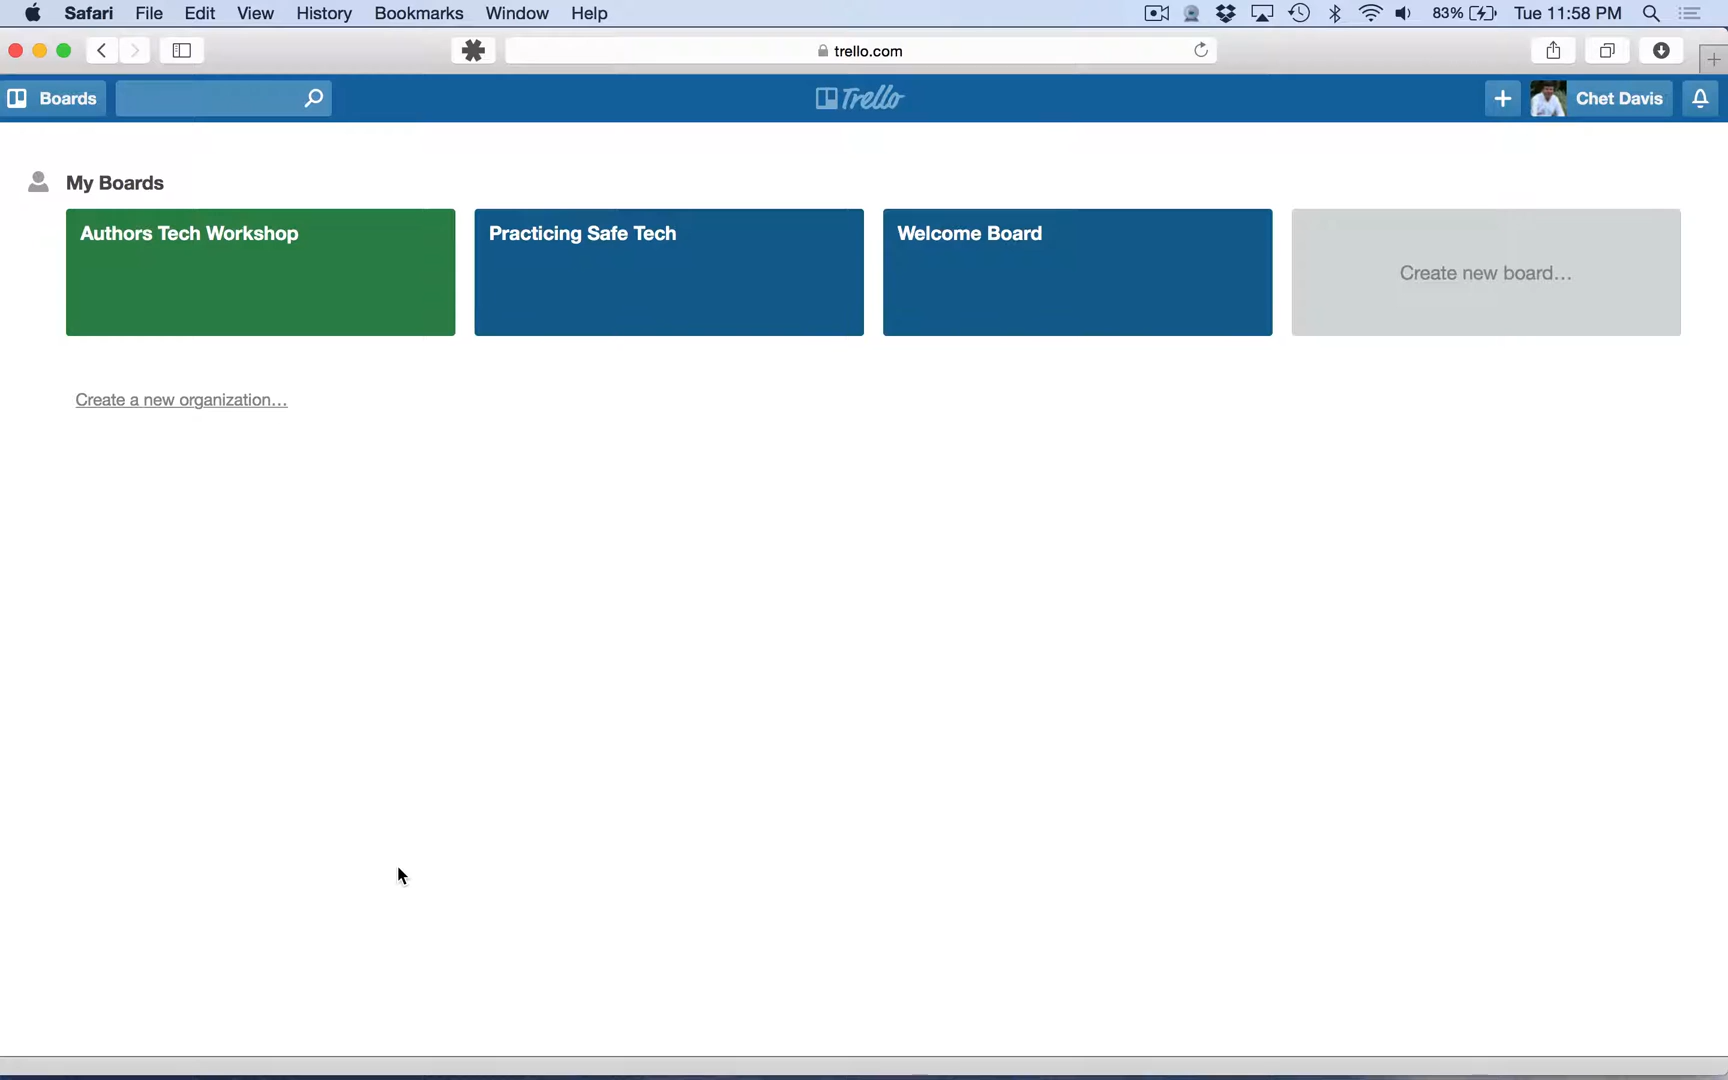 Safari File Edit View History Bookmarks Window Help 83% Tue 11:58 PM
trello.com
Boards Trello Chet Davis
My Boards
Authors Tech Workshop Practicing Safe Tech Welcome Board Create new board…
Create a new organization…